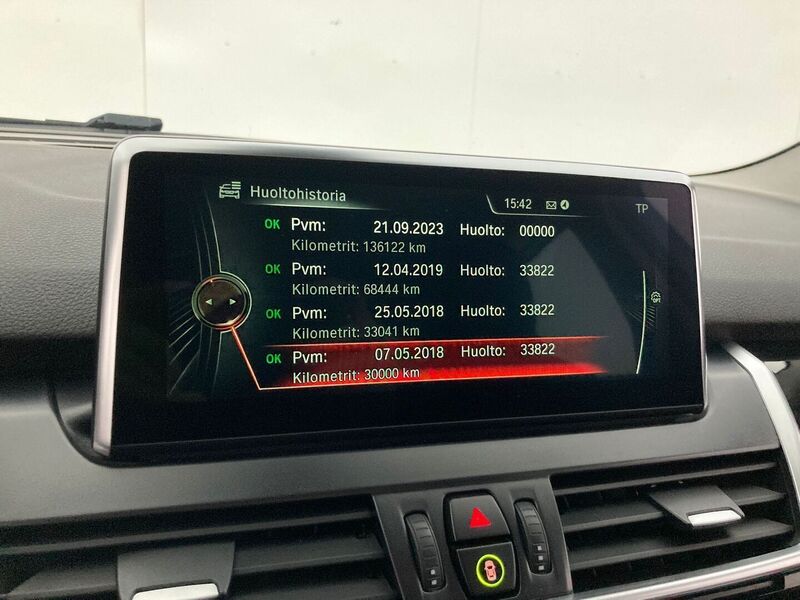 Huoltohistoria
15:42 4
TP
OK Pvm: 21.09.2023 Huolto: 00000
Kilometrit: 136122 km
OK Pvm: 12.04.2019 Huolto: 33822
Kilometrit: 68444 km
OK Pvm: 25.05.2018 Huolto: 33822
Kilometrit: 33041 km
OK Pvm: 07.05.2018 Huolto: 33822
Kilometrit: 30000 km